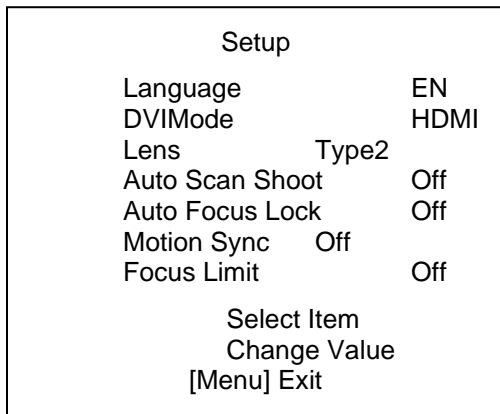 Setup
Language EN
DVIMode HDMI
Lens Type2
Auto Scan Shoot Off
Auto Focus Lock Off
Motion Sync Off
Focus Limit Off
Select Item
Change Value
[Menu] Exit